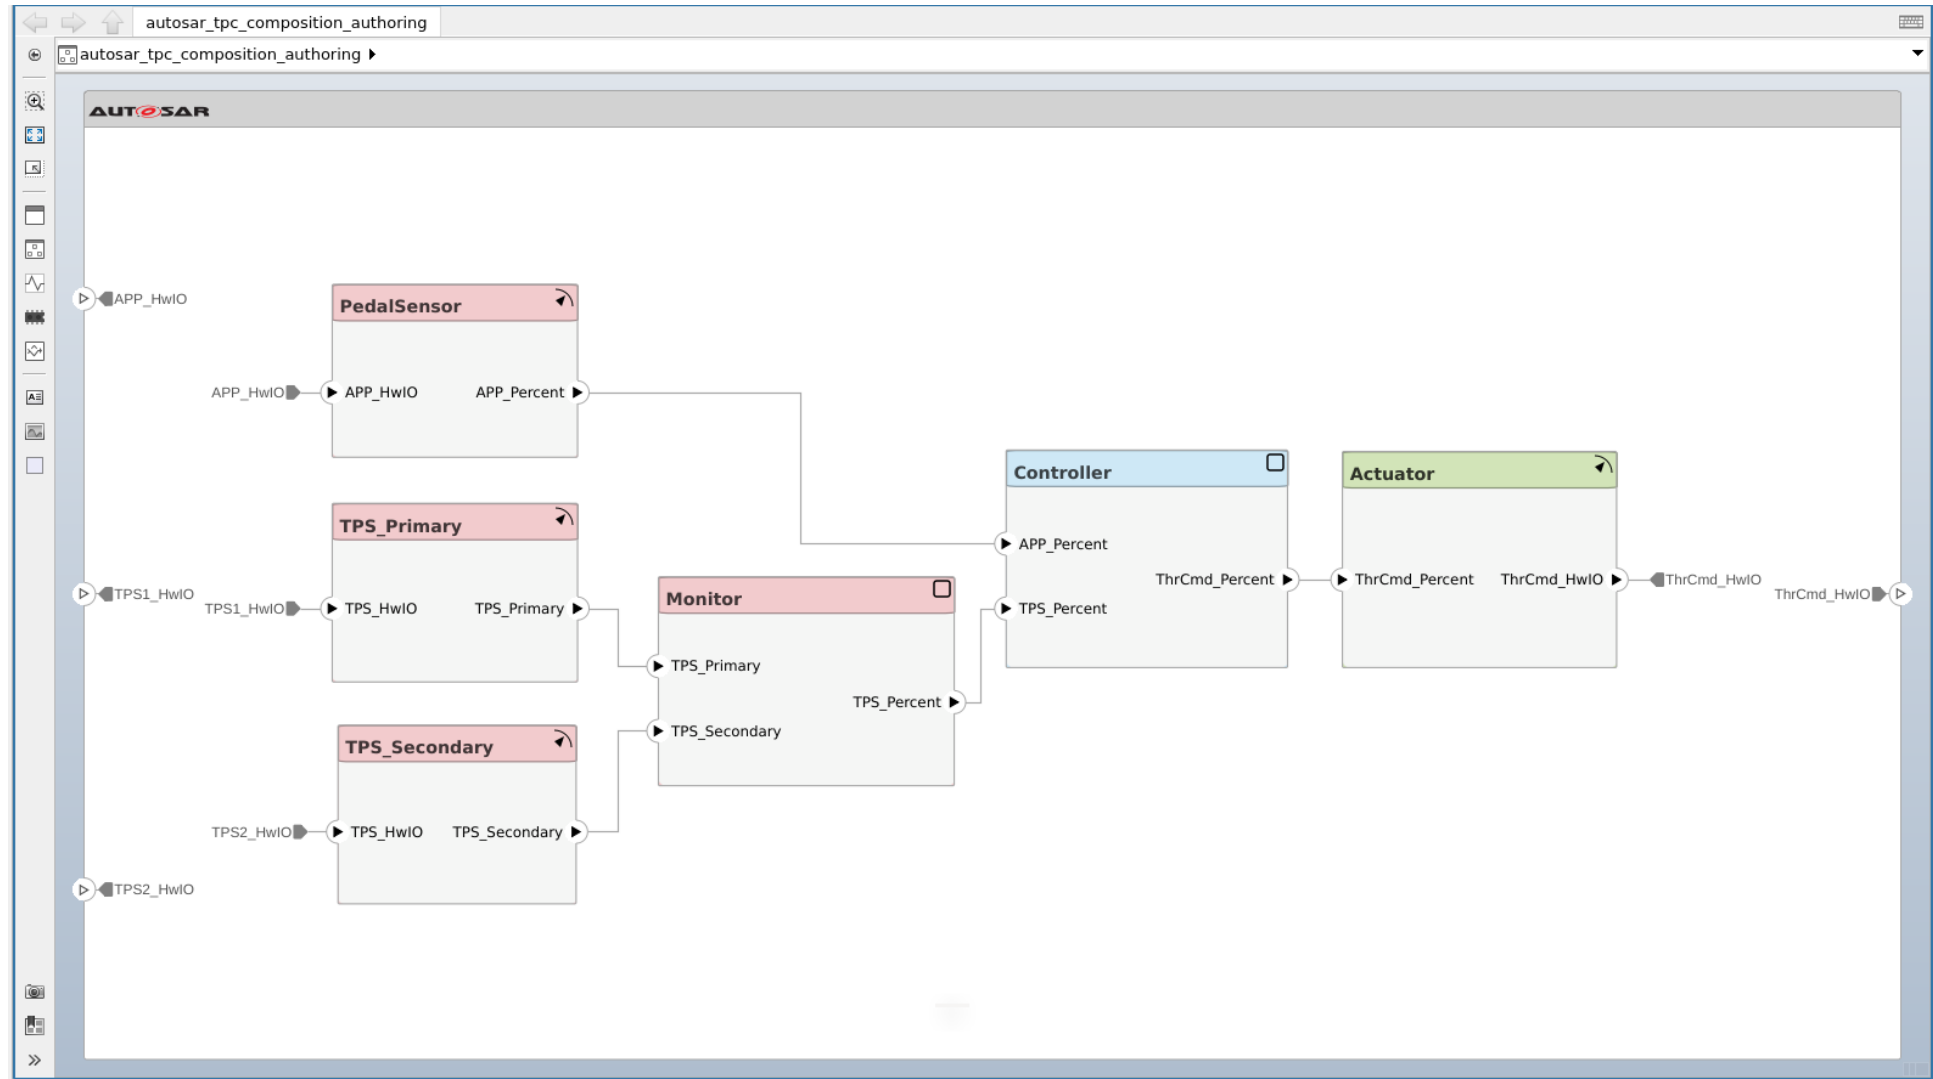 autosar_tpc_composition_authoring
autosar_tpc_composition_authoring
AUTOSAR
APP_HwIO
PedalSensor
APP_HwIO
APP_HwIO
APP_Percent
TPS_Primary
TPS1_HwIO
TPS1_HwIO
TPS_HwIO
TPS_Primary
TPS_Secondary
TPS2_HwIO
TPS_HwIO
TPS_Secondary
TPS2_HwIO
Monitor
TPS_Primary
TPS_Percent
TPS_Secondary
Controller
APP_Percent
ThrCmd_Percent
TPS_Percent
Actuator
ThrCmd_Percent
ThrCmd_HwIO
ThrCmd_HwIO
ThrCmd_HwIO